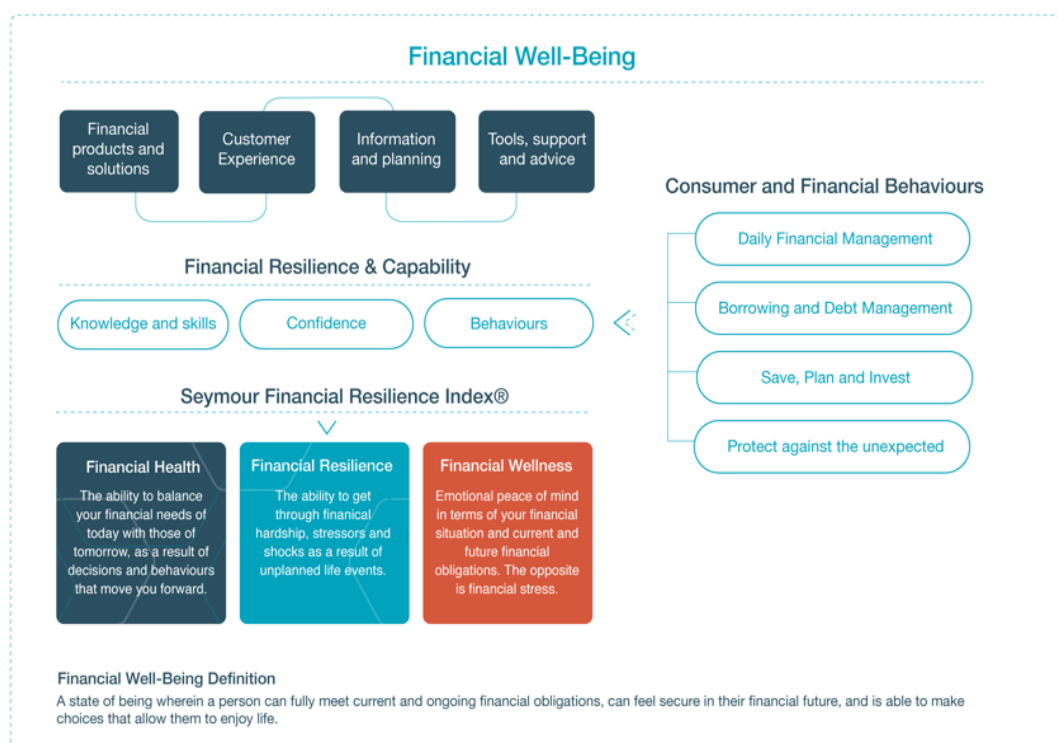 Financial Well-Being
Financial
products and
solutions
Customer
Experience
Information
and planning
Tools, support
and advice
Financial Resilience & Capability
Knowledge and skills
Confidence
Behaviours
Seymour Financial Resilience Index®
Financial Health
The ability to balance
your financial needs of
today with those of
tomorrow, as a result of
decisions and behaviours
that move you forward.
Financial Resilience
The ability to get
through finanical
hardship, stressors and
shocks as a result of
unplanned life events.
Financial Wellness
Emotional peace of mind
in terms of your financial
situation and current and
future financial
obligations. The opposite
is financial stress.
Consumer and Financial Behaviours
Daily Financial Management
Borrowing and Debt Management
Save, Plan and Invest
Protect against the unexpected
Financial Well-Being Definition
A state of being wherein a person can fully meet current and ongoing financial obligations, can feel secure in their financial future, and is able to make
choices that allow them to enjoy life.